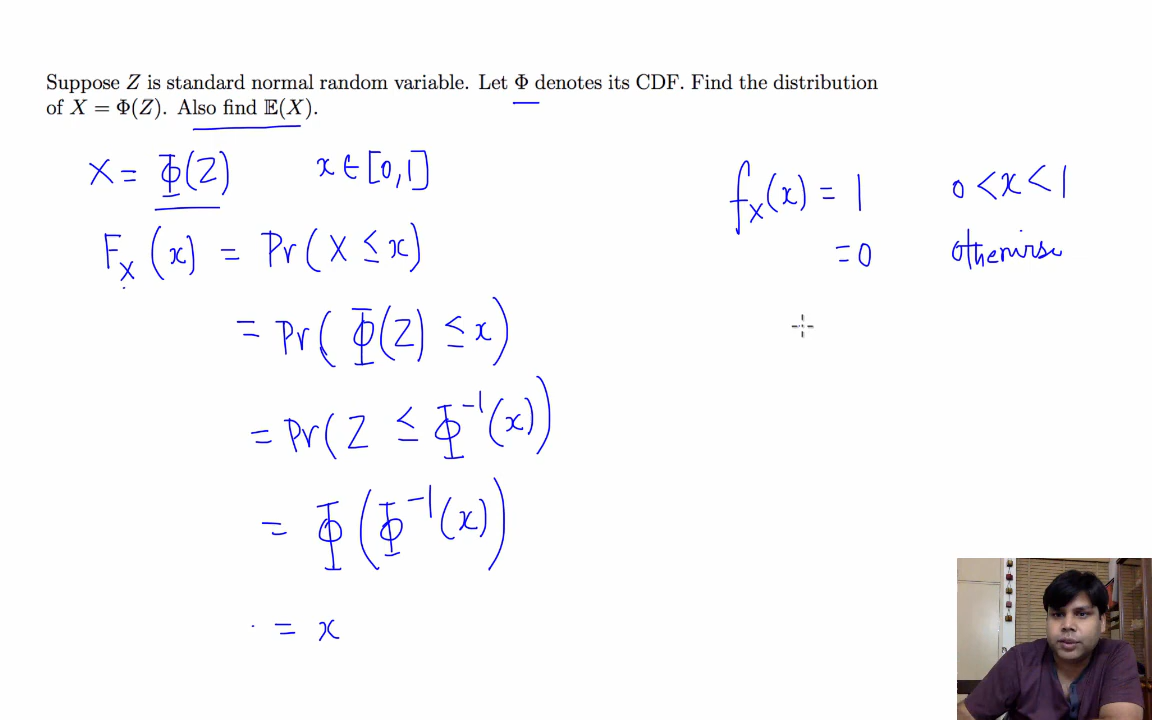 Suppose Z is standard normal random variable. Let Φ denotes its CDF. Find the distribution
of X = Φ(Z). Also find 𝔼(X).
X = Φ(Z) x ∈ [0,1]
F_X (x) = Pr(X ≤ x)
= Pr( Φ(Z) ≤ x)
= Pr( Z ≤ Φ⁻¹(x))
= Φ(Φ⁻¹(x))
= x
f_X(x) = 1 0 < x < 1
= 0 otherwise